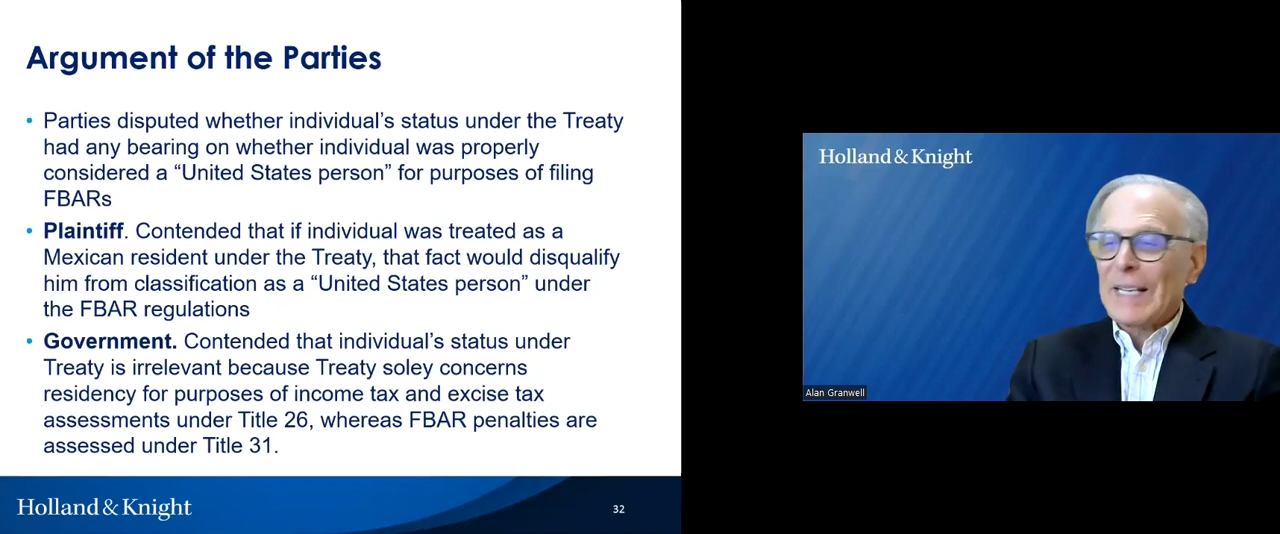 Argument of the Parties
• Parties disputed whether individual’s status under the Treaty
had any bearing on whether individual was properly
considered a “United States person” for purposes of filing
FBARs
• Plaintiff. Contended that if individual was treated as a
Mexican resident under the Treaty, that fact would disqualify
him from classification as a “United States person” under
the FBAR regulations
• Government. Contended that individual’s status under
Treaty is irrelevant because Treaty soley concerns
residency for purposes of income tax and excise tax
assessments under Title 26, whereas FBAR penalties are
assessed under Title 31.
Holland & Knight
32
Holland & Knight
Alan Granwell